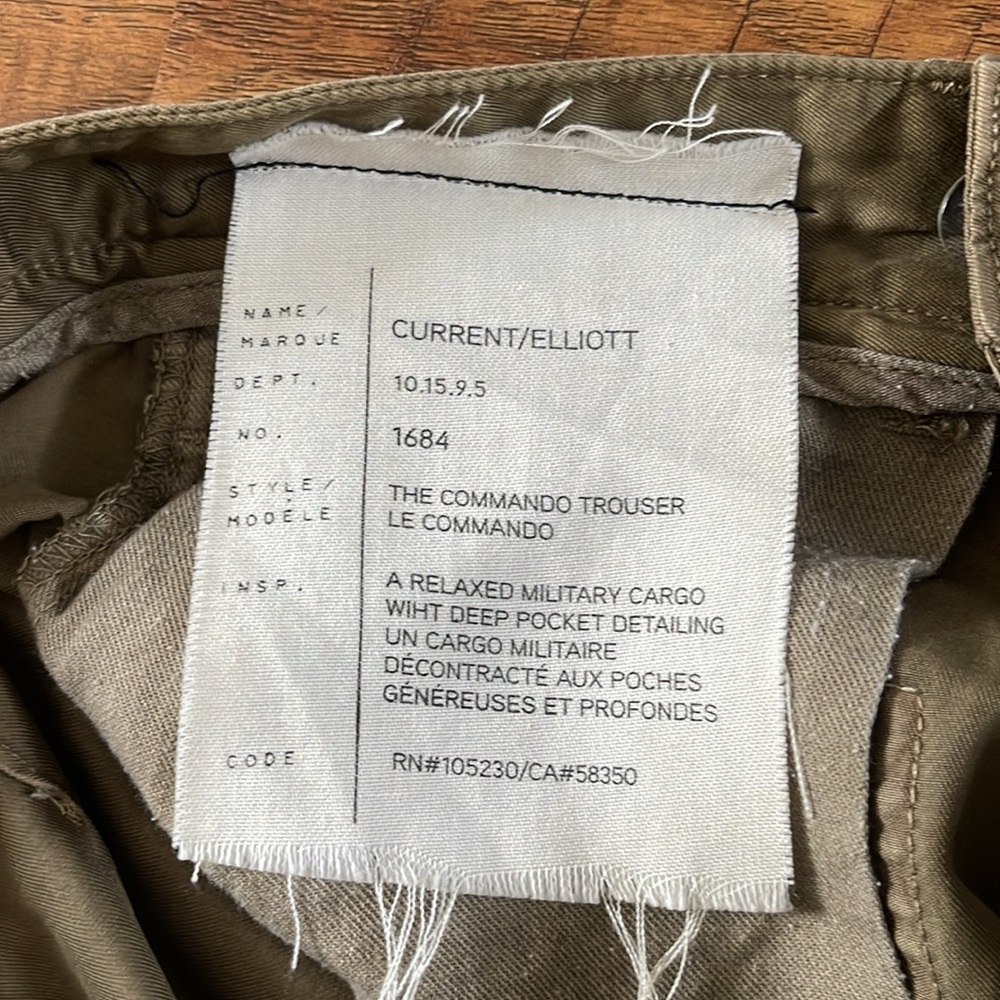 NAME/
MARQUE
CURRENT/ELLIOTT
DEPT.
10.15.9.5
NO.
1684
STYLE/
MODÈLE
THE COMMANDO TROUSER
LE COMMANDO
INSP.
A RELAXED MILITARY CARGO
WIHT DEEP POCKET DETAILING
UN CARGO MILITAIRE
DÉCONTRACTÉ AUX POCHES
GÉNÉREUSES ET PROFONDES
CODE
RN#105230/CA#58350